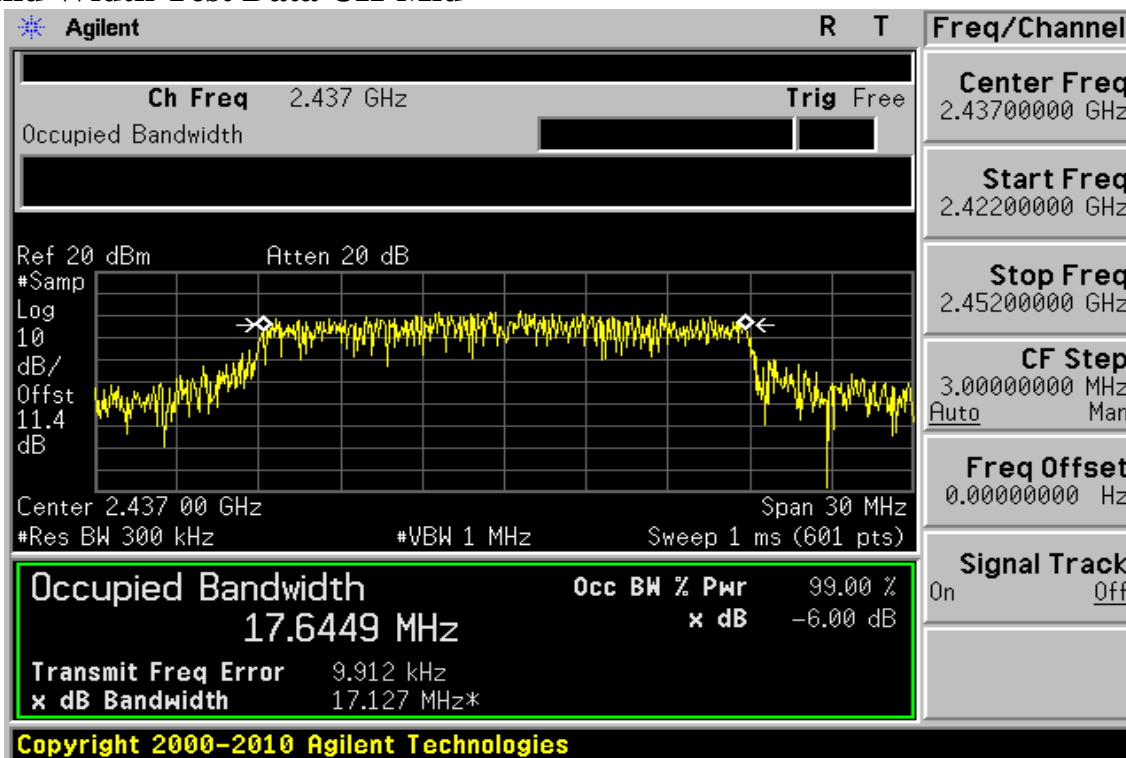 Agilent R T
Freq/Channel
Ch Freq 2.437 GHz Trig Free
Occupied Bandwidth
Center Freq
2.43700000 GHz
Start Freq
2.42200000 GHz
Stop Freq
2.45200000 GHz
CF Step
3.00000000 MHz
Auto Man
Freq Offset
0.00000000 Hz
Signal Track
On Off
Ref 20 dBm Atten 20 dB
#Samp
Log
10
dB/
Offst
11.4
dB
Center 2.437 00 GHz Span 30 MHz
#Res BW 300 kHz #VBW 1 MHz Sweep 1 ms (601 pts)
Occupied Bandwidth
17.6449 MHz
Occ BW % Pwr 99.00 %
x dB -6.00 dB
Transmit Freq Error 9.912 kHz
x dB Bandwidth 17.127 MHz*
Copyright 2000-2010 Agilent Technologies